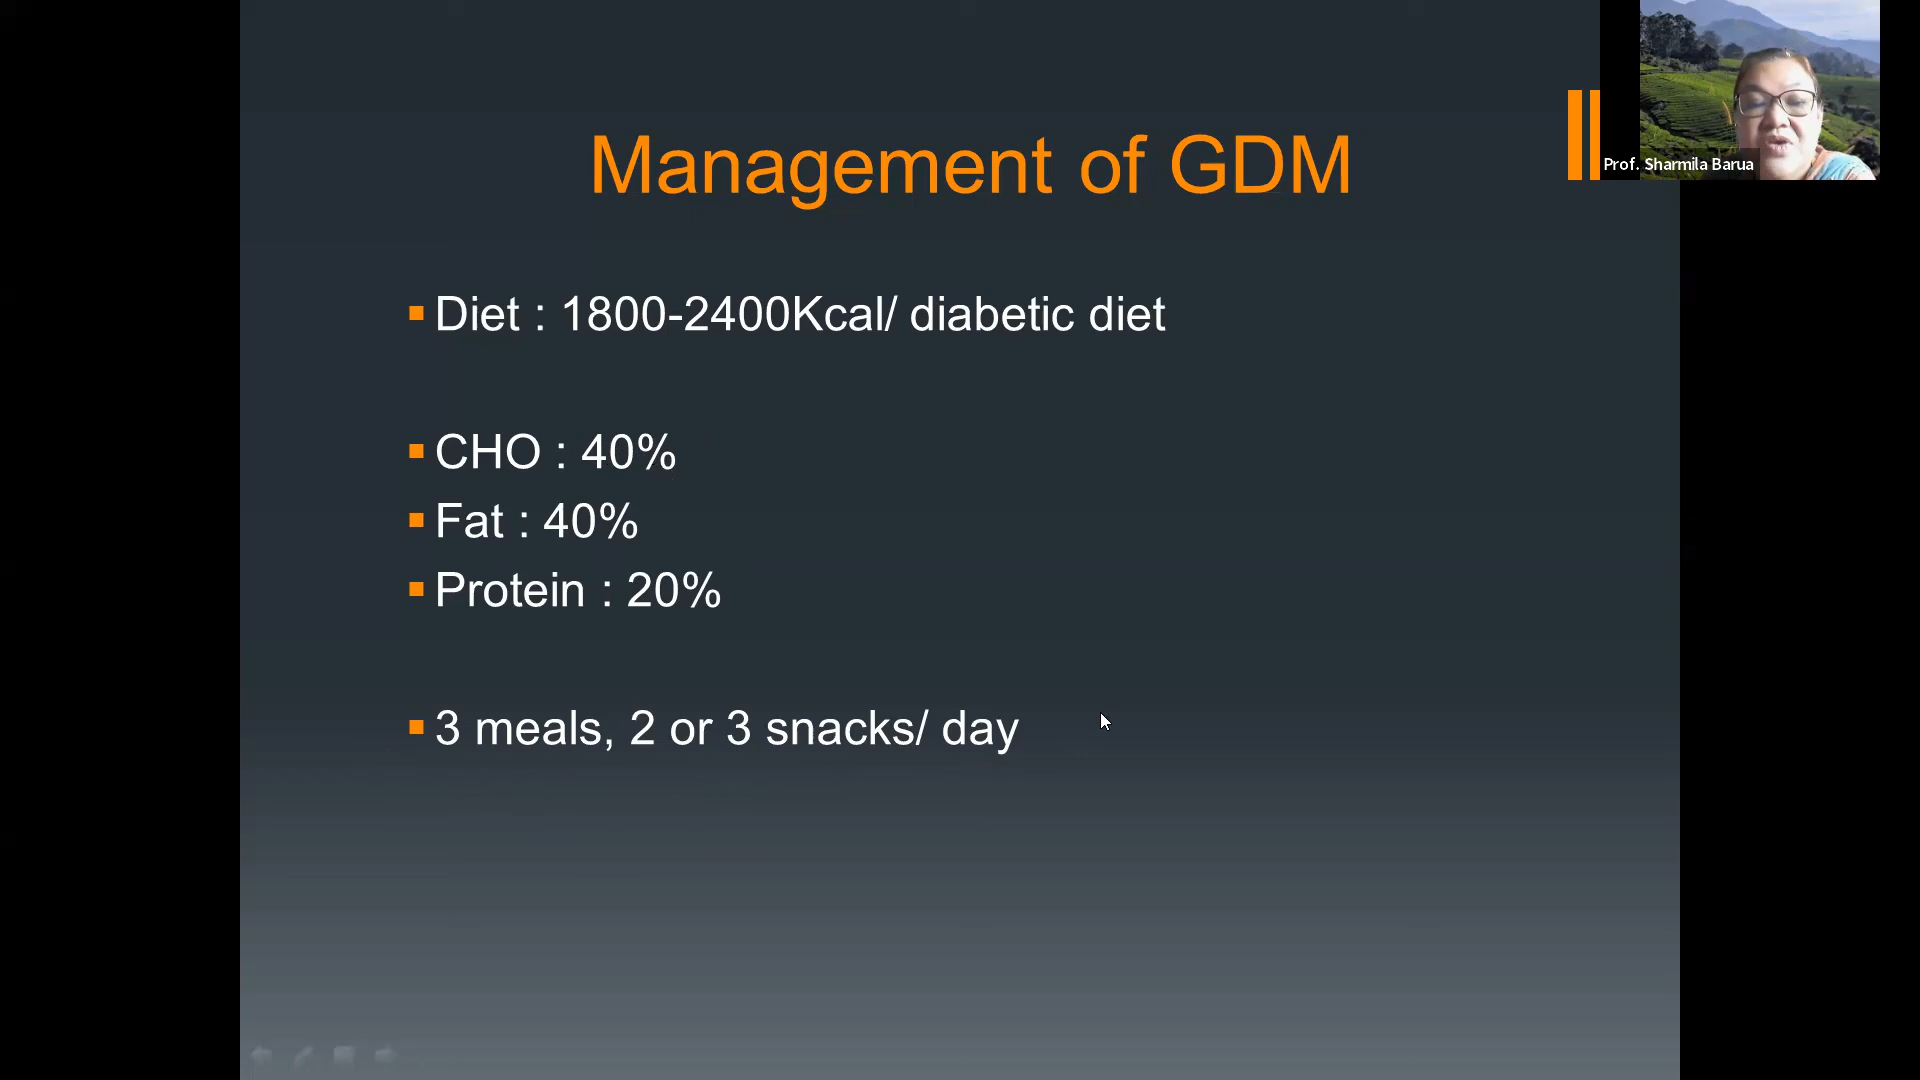 Management of GDM
Prof. Sharmila Barua
Diet : 1800-2400Kcal/ diabetic diet
CHO : 40%
Fat : 40%
Protein : 20%
3 meals, 2 or 3 snacks/ day